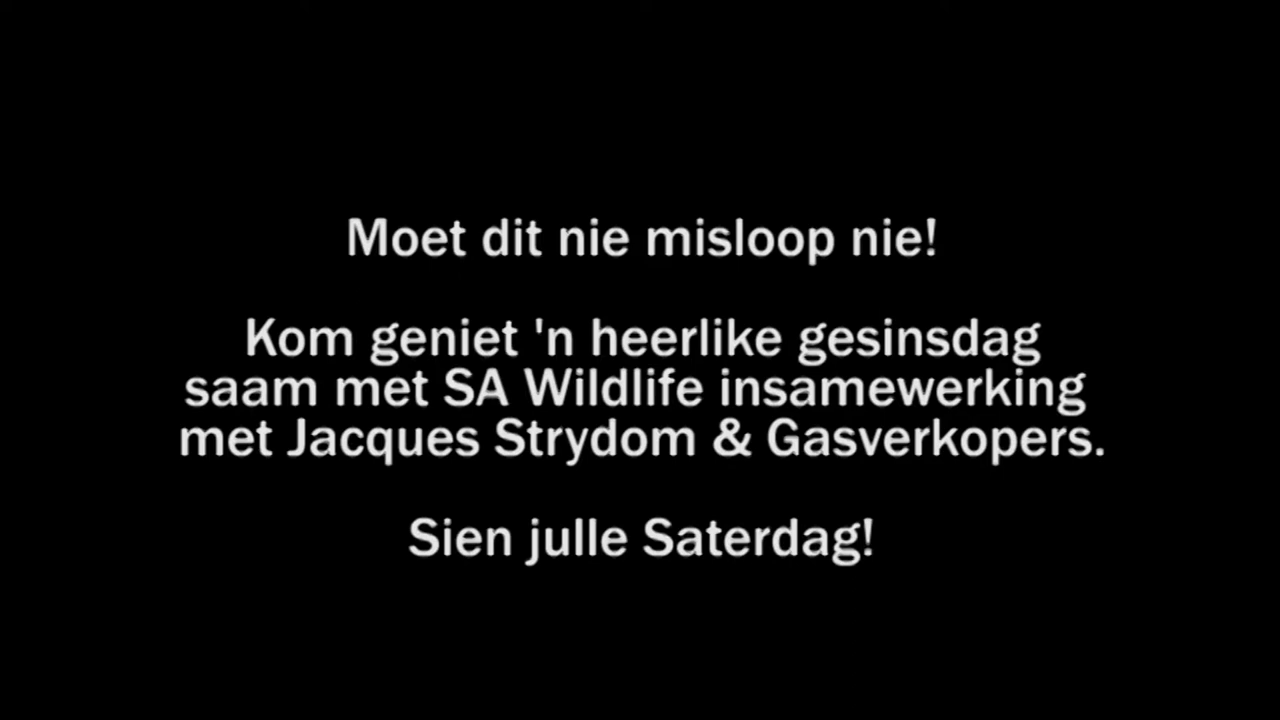 Moet dit nie misloop nie!
Kom geniet 'n heerlike gesinsdag
saam met SA Wildlife insamewerking
met Jacques Strydom & Gasverkopers.
Sien julle Saterdag!